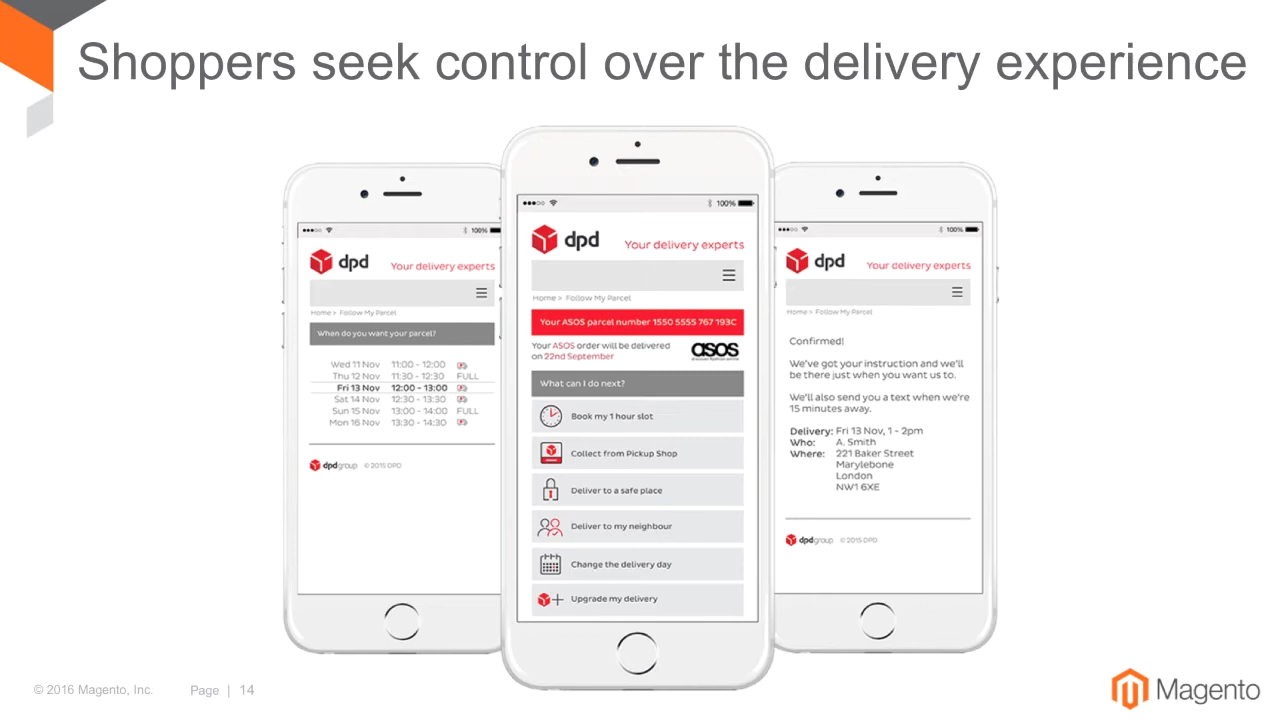 Shoppers seek control over the delivery experience
100%
dpd
Your delivery experts
Home > Follow My Parcel
When do you want your parcel?
Wed 11 Nov 11:00 - 12:00
Thu 12 Nov 11:30 - 12:30 FULL
Fri 13 Nov 12:00 - 13:00
Sat 14 Nov 12:30 - 13:30
Sun 15 Nov 13:00 - 14:00 FULL
Mon 16 Nov 13:30 - 14:30
dpdgroup © 2015 DPD
100%
dpd
Your delivery experts
Home > Follow My Parcel
Your ASOS parcel number 1550 5555 767 193C
Your ASOS order will be delivered
on 22nd September
asos
What can I do next?
Book my 1 hour slot
Collect from Pickup Shop
Deliver to a safe place
Deliver to my neighbour
Change the delivery day
Upgrade my delivery
100%
dpd
Your delivery experts
Home > Follow My Parcel
Confirmed!
We've got your instruction and we'll
be there just when you want us to.
We'll also send you a text when we're
15 minutes away.
Delivery: Fri 13 Nov, 1 - 2pm
Who: A. Smith
Where: 221 Baker Street
Marylebone
London
NW1 6XE
dpdgroup © 2015 DPD
© 2016 Magento, Inc. Page | 14
Magento